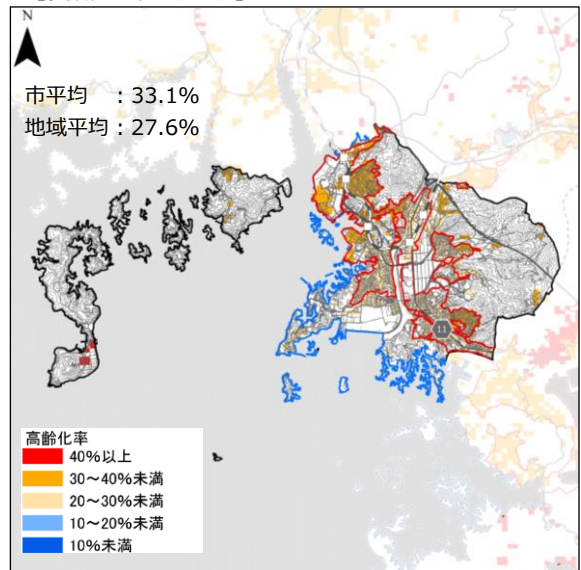 N
市平均　：33.1%
地域平均：27.6%
11
高齢化率
40％以上
30～40％未満
20～30％未満
10～20％未満
10％未満